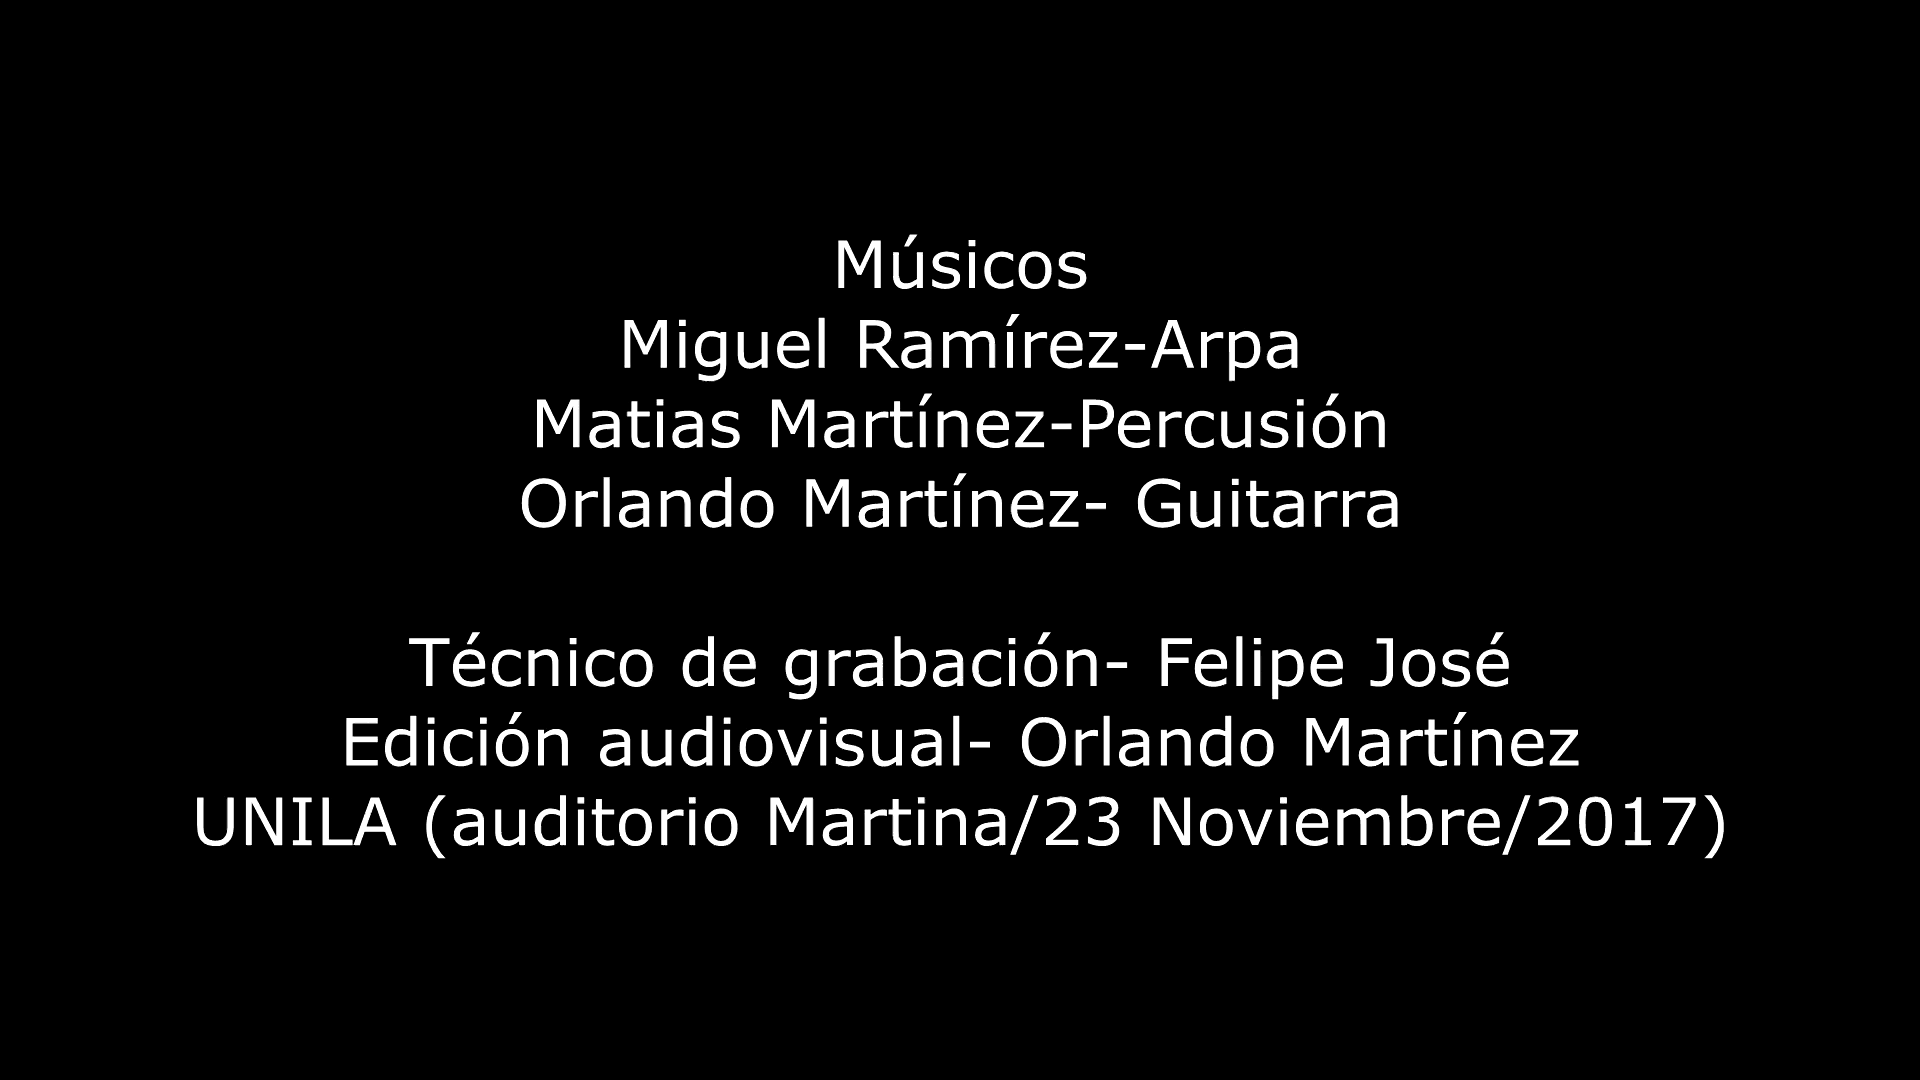 Músicos
Miguel Ramírez-Arpa
Matias Martínez-Percusión
Orlando Martínez- Guitarra
Técnico de grabación- Felipe José
Edición audiovisual- Orlando Martínez
UNILA (auditorio Martina/23 Noviembre/2017)